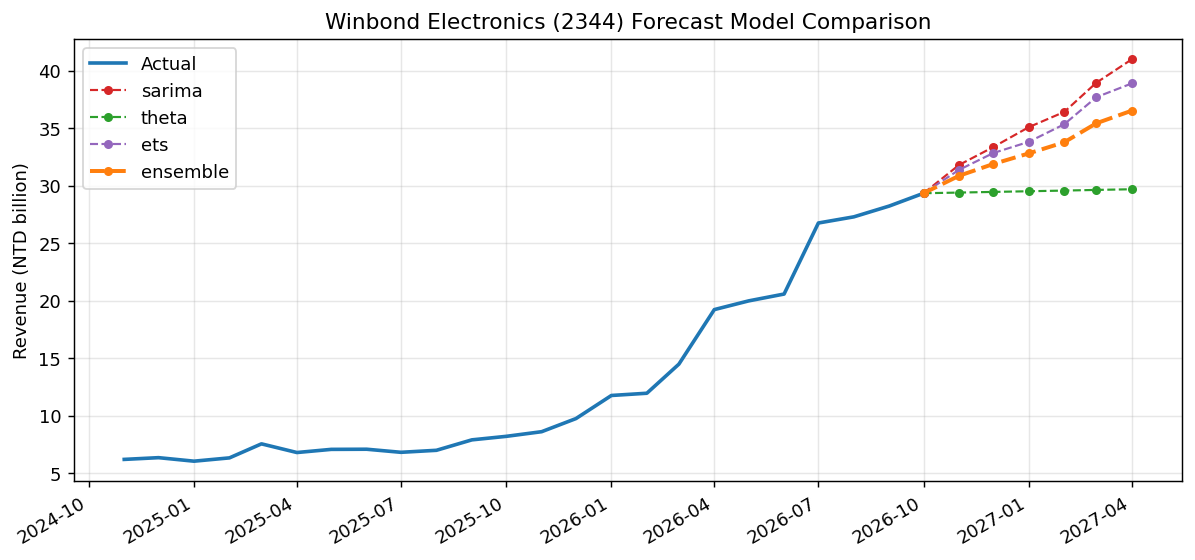 Winbond Electronics (2344) Forecast Model Comparison
Revenue (NTD billion)
40
35
30
25
20
15
10
5
Actual
sarima
theta
ets
ensemble
2024-10
2025-01
2025-04
2025-07
2025-10
2026-01
2026-04
2026-07
2026-10
2027-01
2027-04